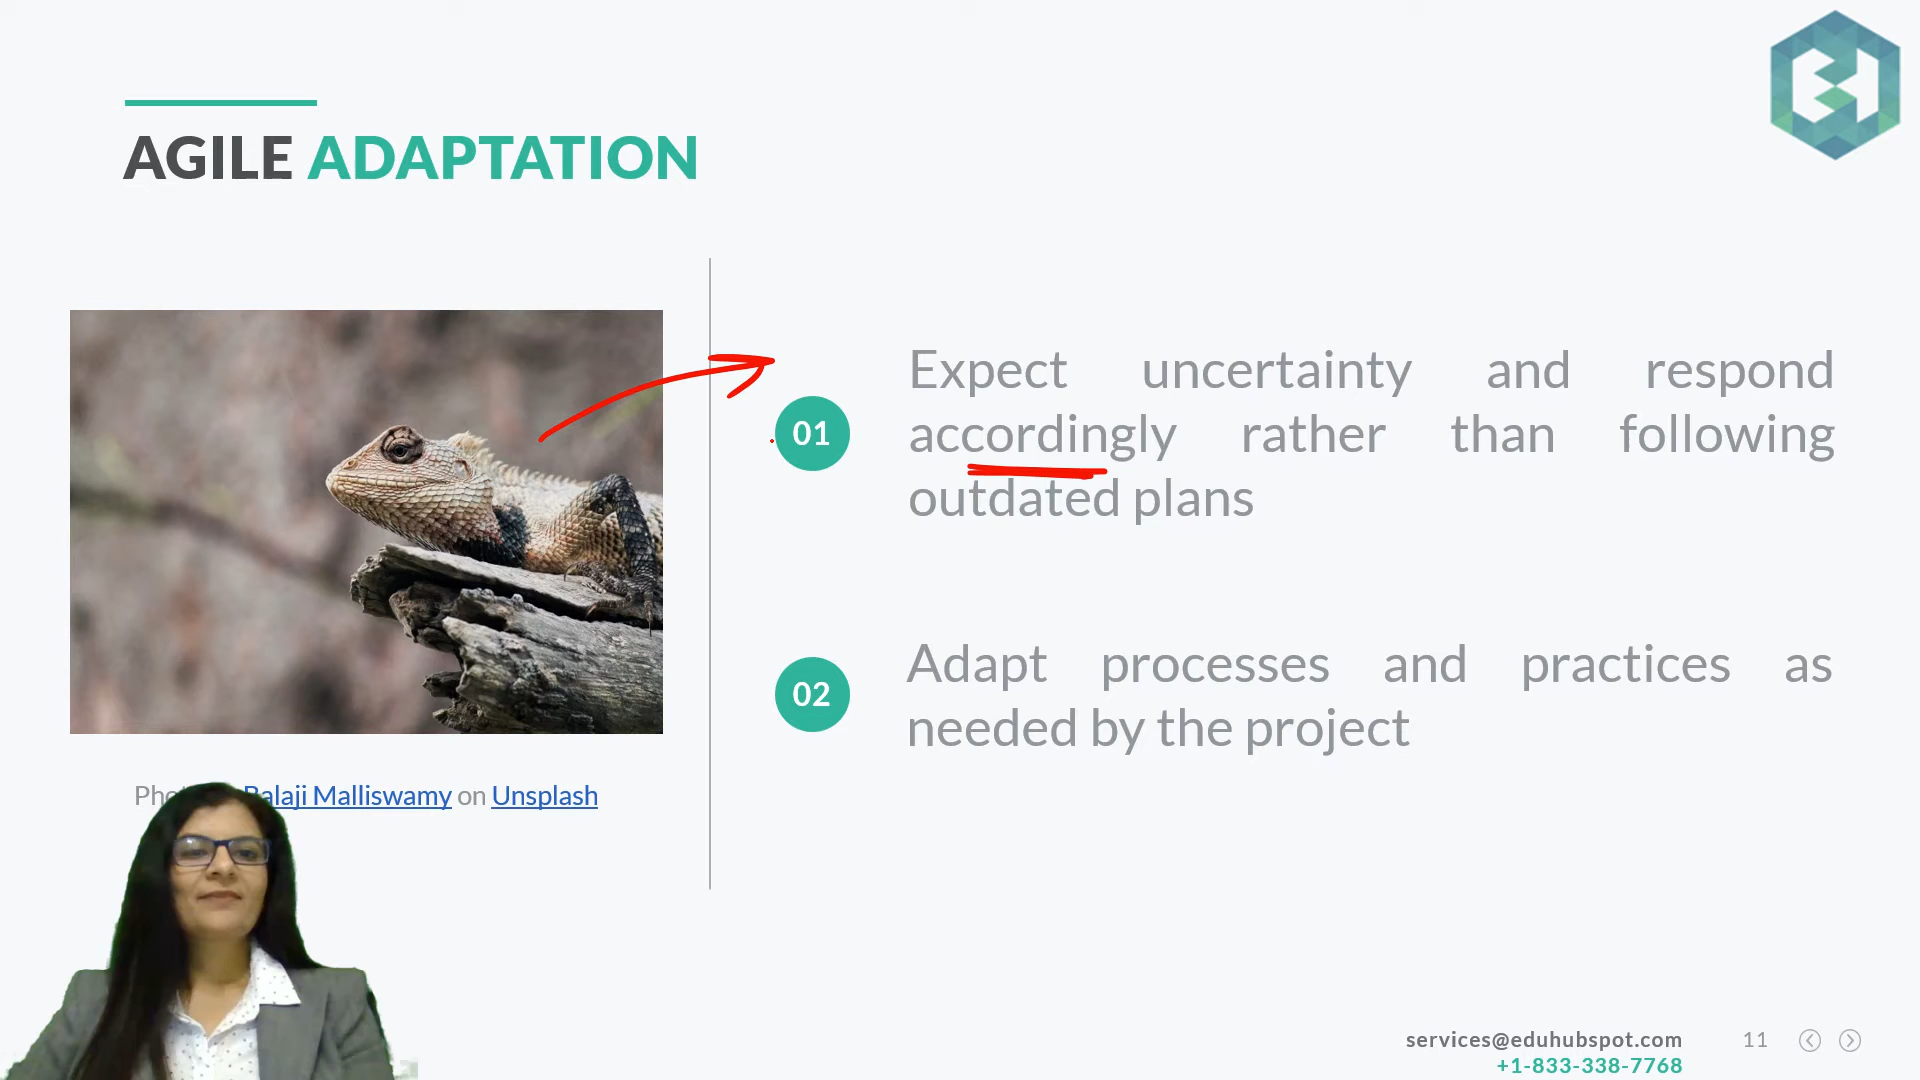 AGILE ADAPTATION
01
Expect uncertainty and respond
accordingly rather than following
outdated plans
02
Adapt processes and practices as
needed by the project
Balaji Malliswamy on Unsplash
services@eduhubspot.com
11
+1-833-338-7768